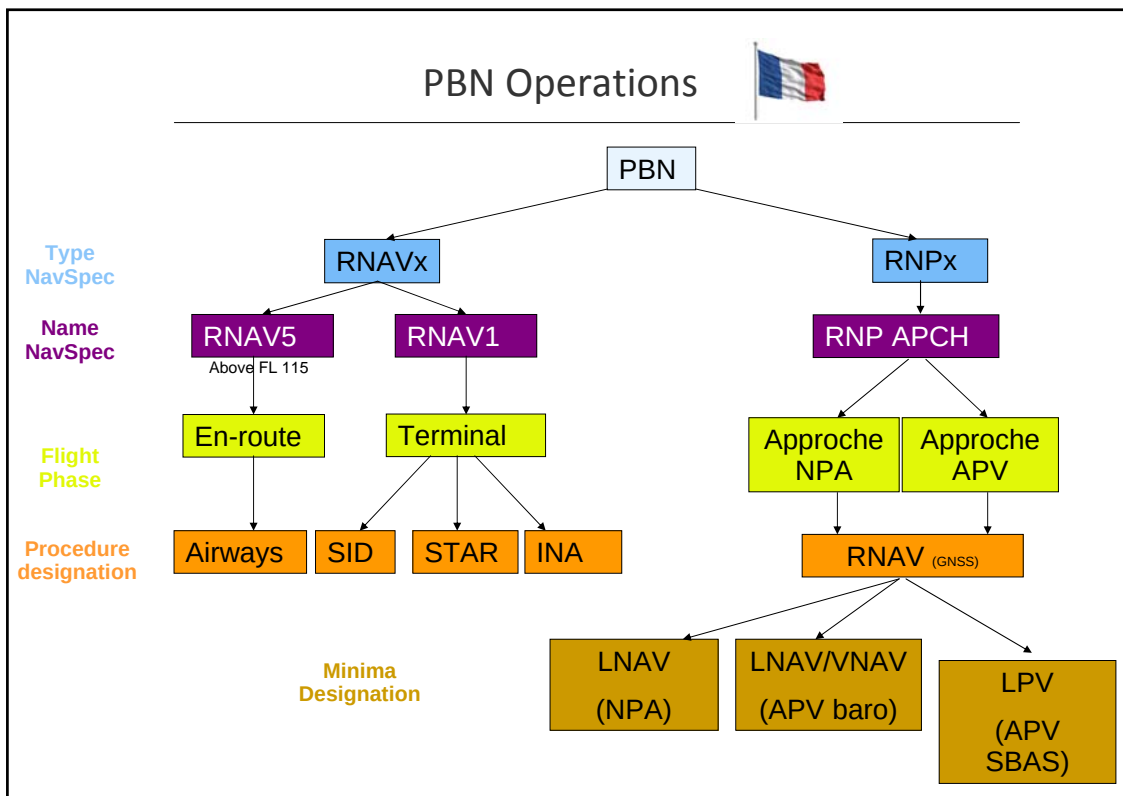 PBN Operations
PBN
Type
NavSpec
RNAVx
RNPx
Name
NavSpec
RNAV5
RNAV1
RNP APCH
Above FL 115
Flight
Phase
En-route
Terminal
Approche
NPA
Approche
APV
Procedure
designation
Airways
SID
STAR
INA
RNAV (GNSS)
Minima
Designation
LNAV
(NPA)
LNAV/VNAV
(APV baro)
LPV
(APV
SBAS)